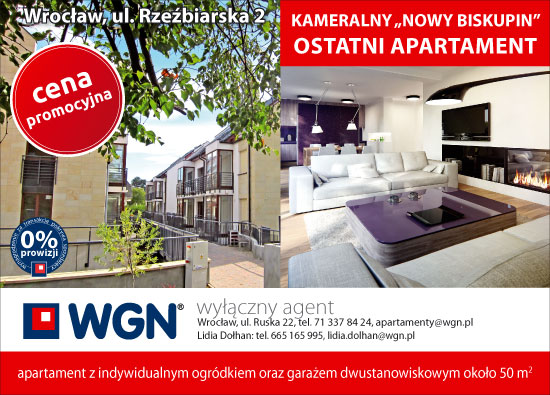 Wrocław, ul. Rzeźbiarska 2
KAMERALNY „NOWY BISKUPIN”
OSTATNI APARTAMENT
cena
promocyjna
0%
prowizji
WGN®
wyłączny agent
Wrocław, ul. Ruska 22, tel. 71 337 84 24, apartamenty@wgn.pl
Lidia Dołhan: tel. 665 165 995, lidia.dolhan@wgn.pl
apartament z indywidualnym ogródkiem oraz garażem dwustanowiskowym około 50 m²